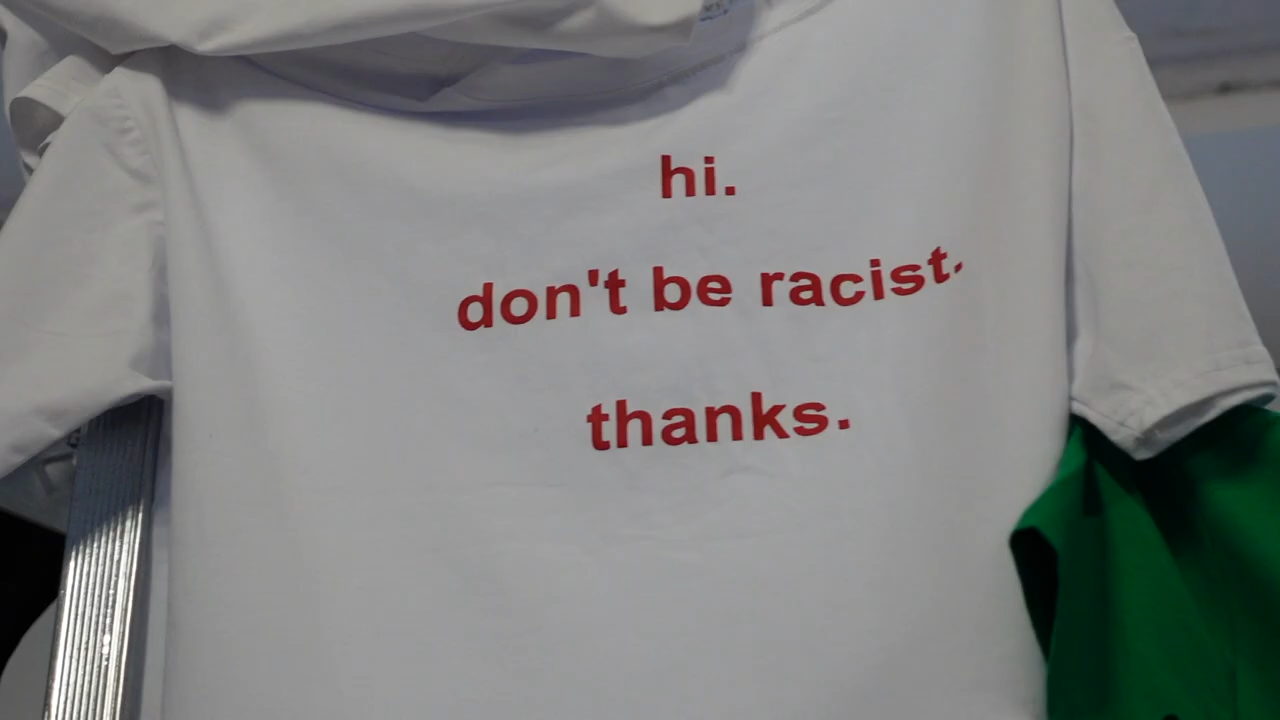 hi.
don't be racist.
thanks.